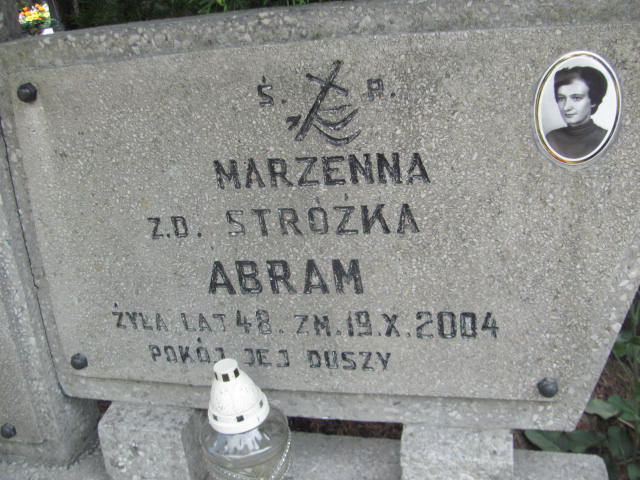 Ś. P.
MARZENNA
Z.D. STRÓŻKA
ABRAM
ŻYŁA LAT 48. ZM.19.X.2004
POKÓJ JEJ DUSZY